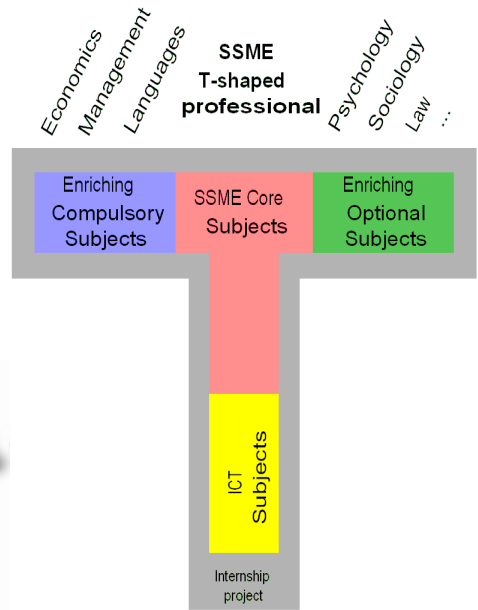 Economics
Management
Languages
SSME
T-shaped
professional
Psychology
Sociology
Law
...
Enriching
Compulsory
Subjects
SSME Core
Subjects
Enriching
Optional
Subjects
ICT
Subjects
Internship
project